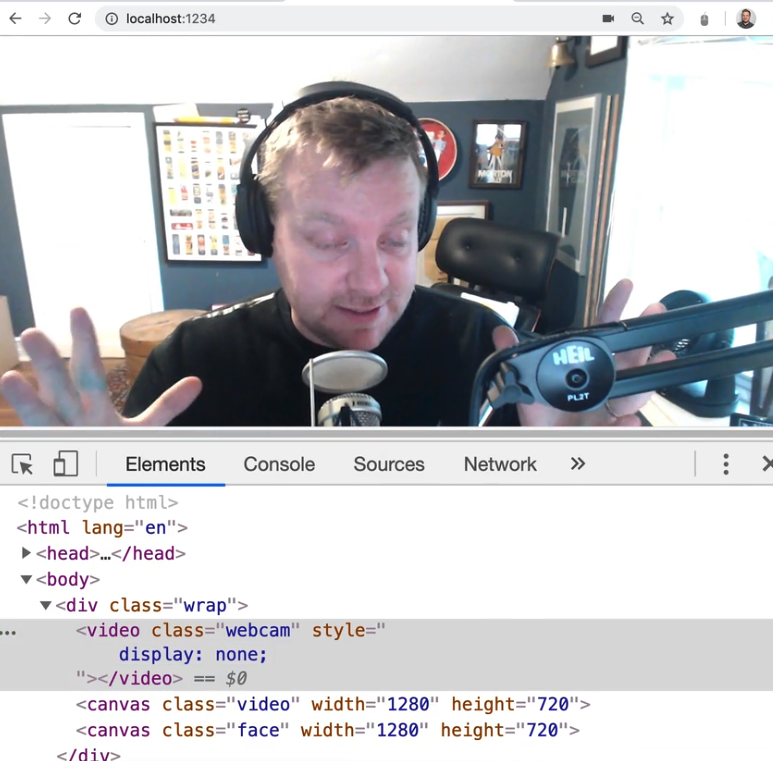 localhost:1234
MORTON
HEIL
PL2T
Elements Console Sources Network »
<!doctype html>
<html lang="en">
▶<head>…</head>
▼<body>
▼<div class="wrap">
<video class="webcam" style="
display: none;
"></video> == $0
<canvas class="video" width="1280" height="720">
<canvas class="face" width="1280" height="720">
</div>